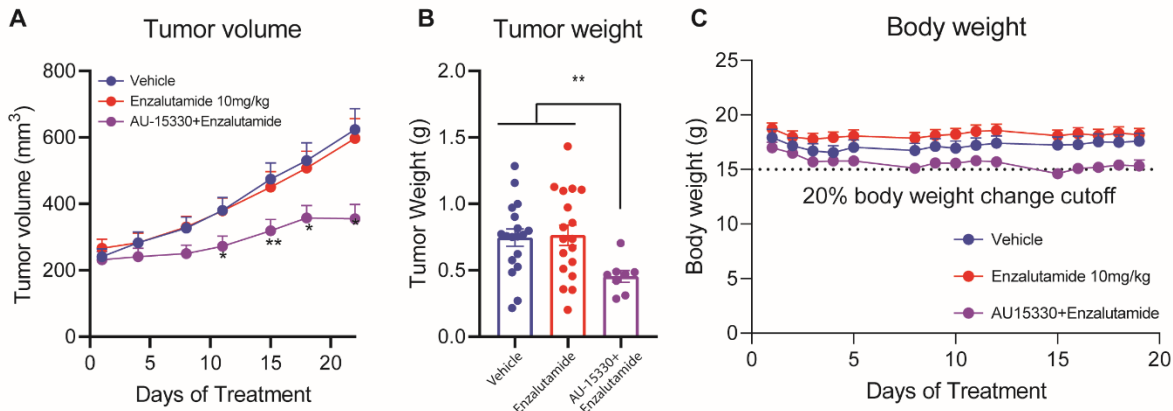 A
Tumor volume
800
600
400
200
0
Tumor volume (mm3)
Vehicle
Enzalutamide 10mg/kg
AU-15330+Enzalutamide
*
**
*
*
0 5 10 15 20
Days of Treatment
B
Tumor weight
**
2.0
1.5
1.0
0.5
0.0
Tumor Weight (g)
Vehicle
Enzalutamide
AU-15330+
Enzalutamide
C
Body weight
25
20
15
10
5
0
Body weight (g)
20% body weight change cutoff
Vehicle
Enzalutamide 10mg/kg
AU15330+Enzalutamide
0 5 10 15 20
Days of Treatment